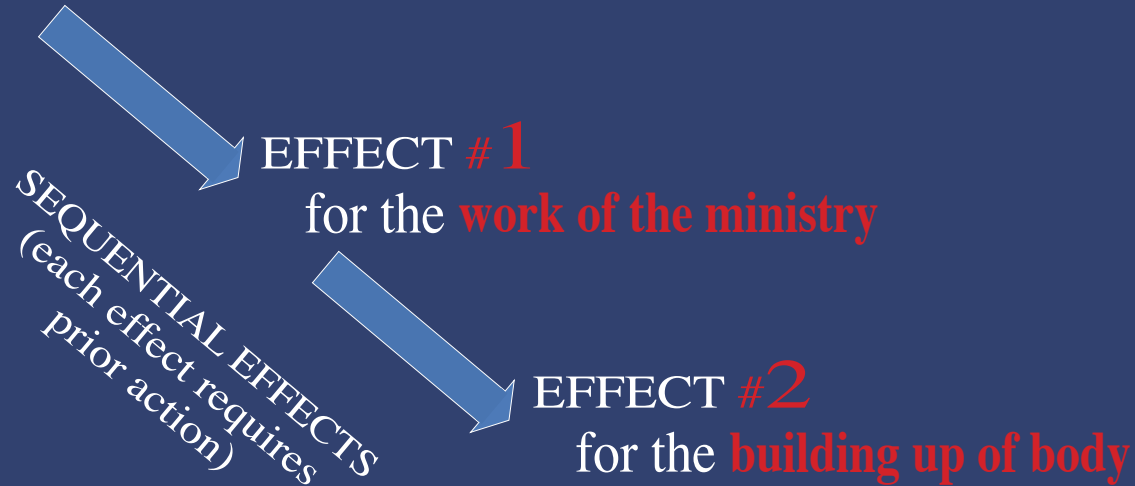 EFFECT #1
for the work of the ministry
SEQUENTIAL EFFECTS
(each effect requires
prior action)
EFFECT #2
for the building up of body